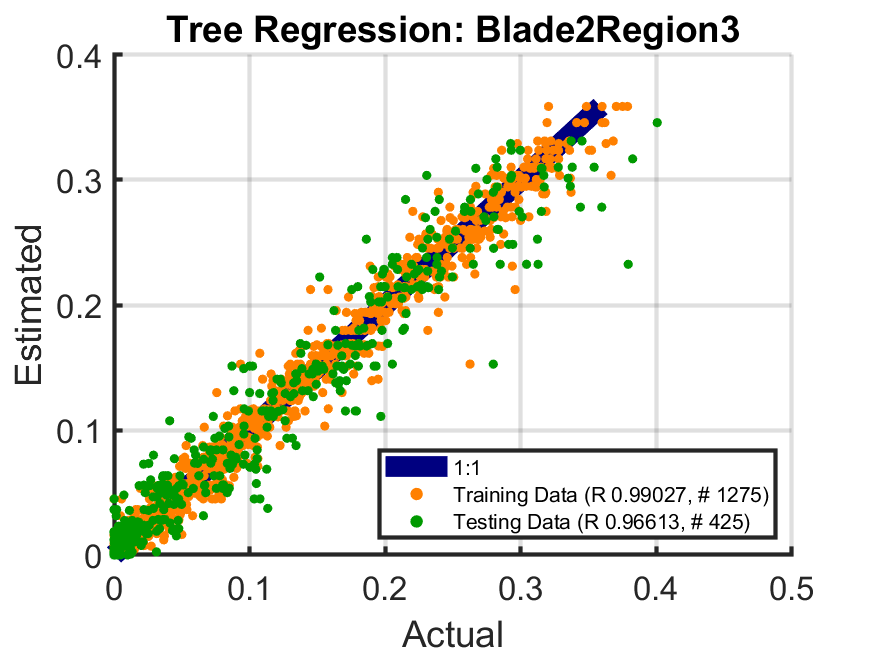 Tree Regression: Blade2Region3
0.4
0.3
0.2
0.1
0
Estimated
1:1
Training Data (R 0.99027, # 1275)
Testing Data (R 0.96613, # 425)
0 0.1 0.2 0.3 0.4 0.5
Actual